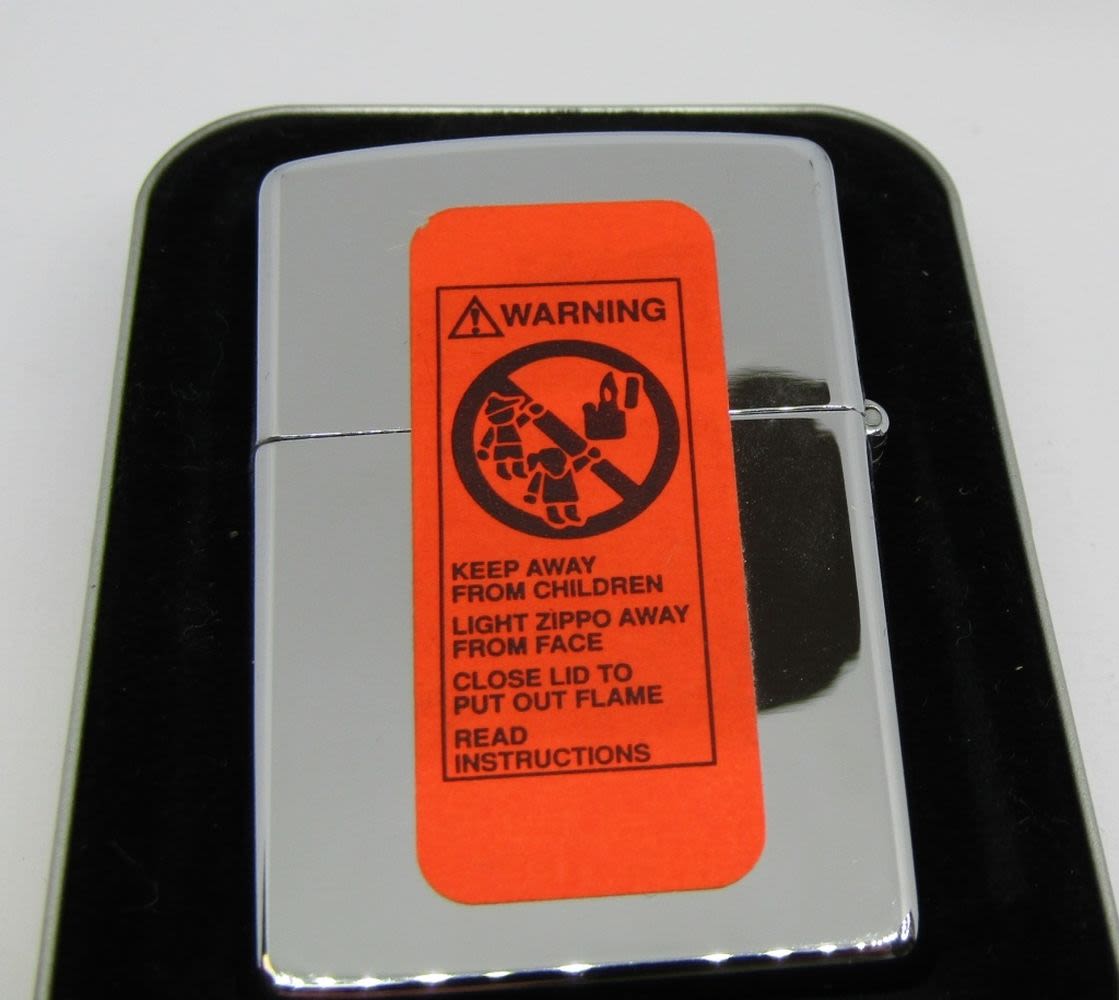 WARNING
KEEP AWAY
FROM CHILDREN
LIGHT ZIPPO AWAY
FROM FACE
CLOSE LID TO
PUT OUT FLAME
READ
INSTRUCTIONS